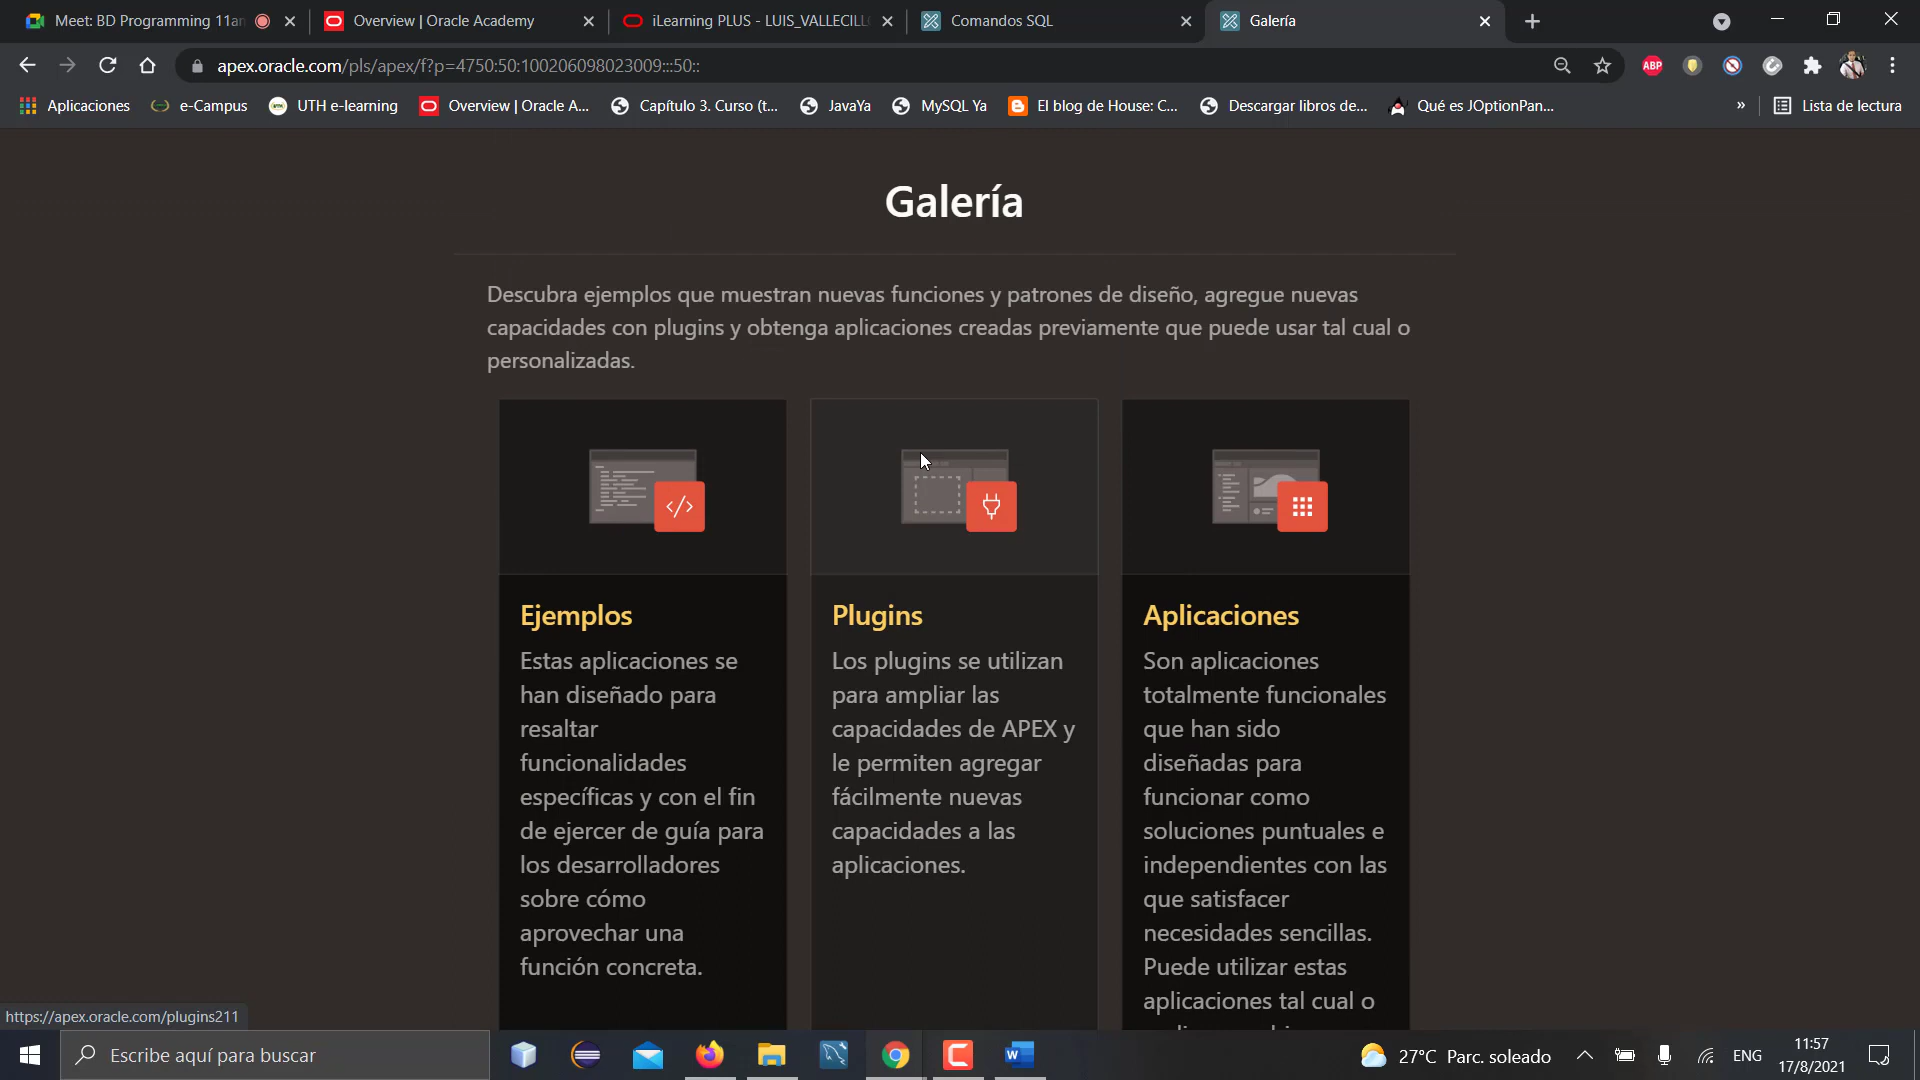 Meet: BD Programming 11am
Overview | Oracle Academy
iLearning PLUS - LUIS_VALLECILLO
Comandos SQL
Galería
apex.oracle.com/pls/apex/f?p=4750:50:100206098023009:::50::
ABP
Aplicaciones
e-Campus
UTH e-learning
Overview | Oracle A...
Capítulo 3. Curso (t...
JavaYa
MySQL Ya
El blog de House: C...
Descargar libros de...
Qué es JOptionPan...
»
Lista de lectura
Galería
Descubra ejemplos que muestran nuevas funciones y patrones de diseño, agregue nuevas
capacidades con plugins y obtenga aplicaciones creadas previamente que puede usar tal cual o
personalizadas.
Ejemplos
Estas aplicaciones se
han diseñado para
resaltar
funcionalidades
específicas y con el fin
de ejercer de guía para
los desarrolladores
sobre cómo
aprovechar una
función concreta.
Plugins
Los plugins se utilizan
para ampliar las
capacidades de APEX y
le permiten agregar
fácilmente nuevas
capacidades a las
aplicaciones.
Aplicaciones
Son aplicaciones
totalmente funcionales
que han sido
diseñadas para
funcionar como
soluciones puntuales e
independientes con las
que satisfacer
necesidades sencillas.
Puede utilizar estas
aplicaciones tal cual o
https://apex.oracle.com/plugins211
Escribe aquí para buscar
27°C Parc. soleado
ENG
11:57
17/8/2021